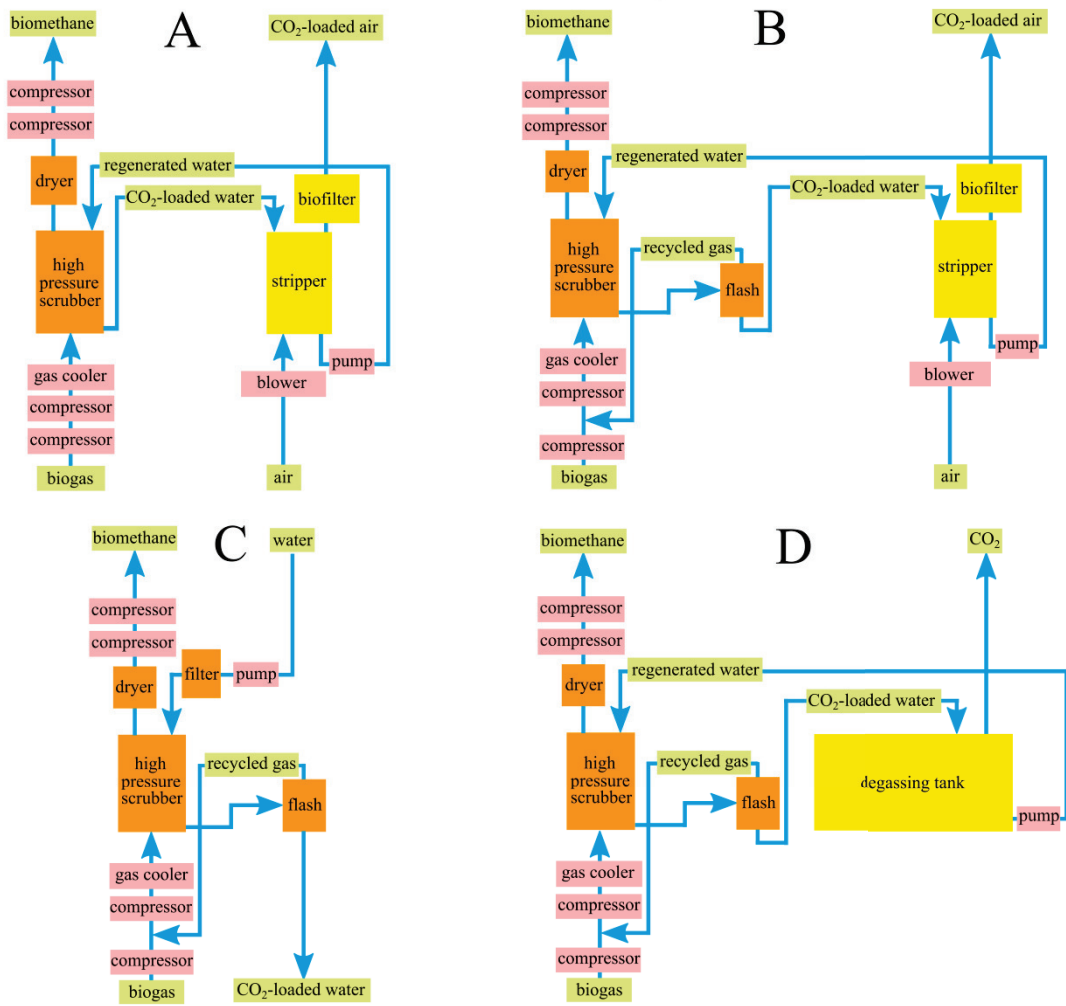 A
biomethane
CO₂-loaded air
compressor
compressor
dryer
regenerated water
CO₂-loaded water
biofilter
high
pressure
scrubber
stripper
gas cooler
pump
blower
compressor
compressor
biogas
air
B
biomethane
CO₂-loaded air
compressor
compressor
dryer
regenerated water
CO₂-loaded water
biofilter
high
pressure
scrubber
recycled gas
flash
stripper
gas cooler
pump
blower
compressor
compressor
biogas
air
C
biomethane
water
compressor
compressor
filter
pump
dryer
high
pressure
scrubber
recycled gas
flash
gas cooler
compressor
compressor
biogas
CO₂-loaded water
D
biomethane
CO₂
compressor
compressor
dryer
regenerated water
CO₂-loaded water
high
pressure
scrubber
recycled gas
flash
degassing tank
pump
gas cooler
compressor
compressor
biogas